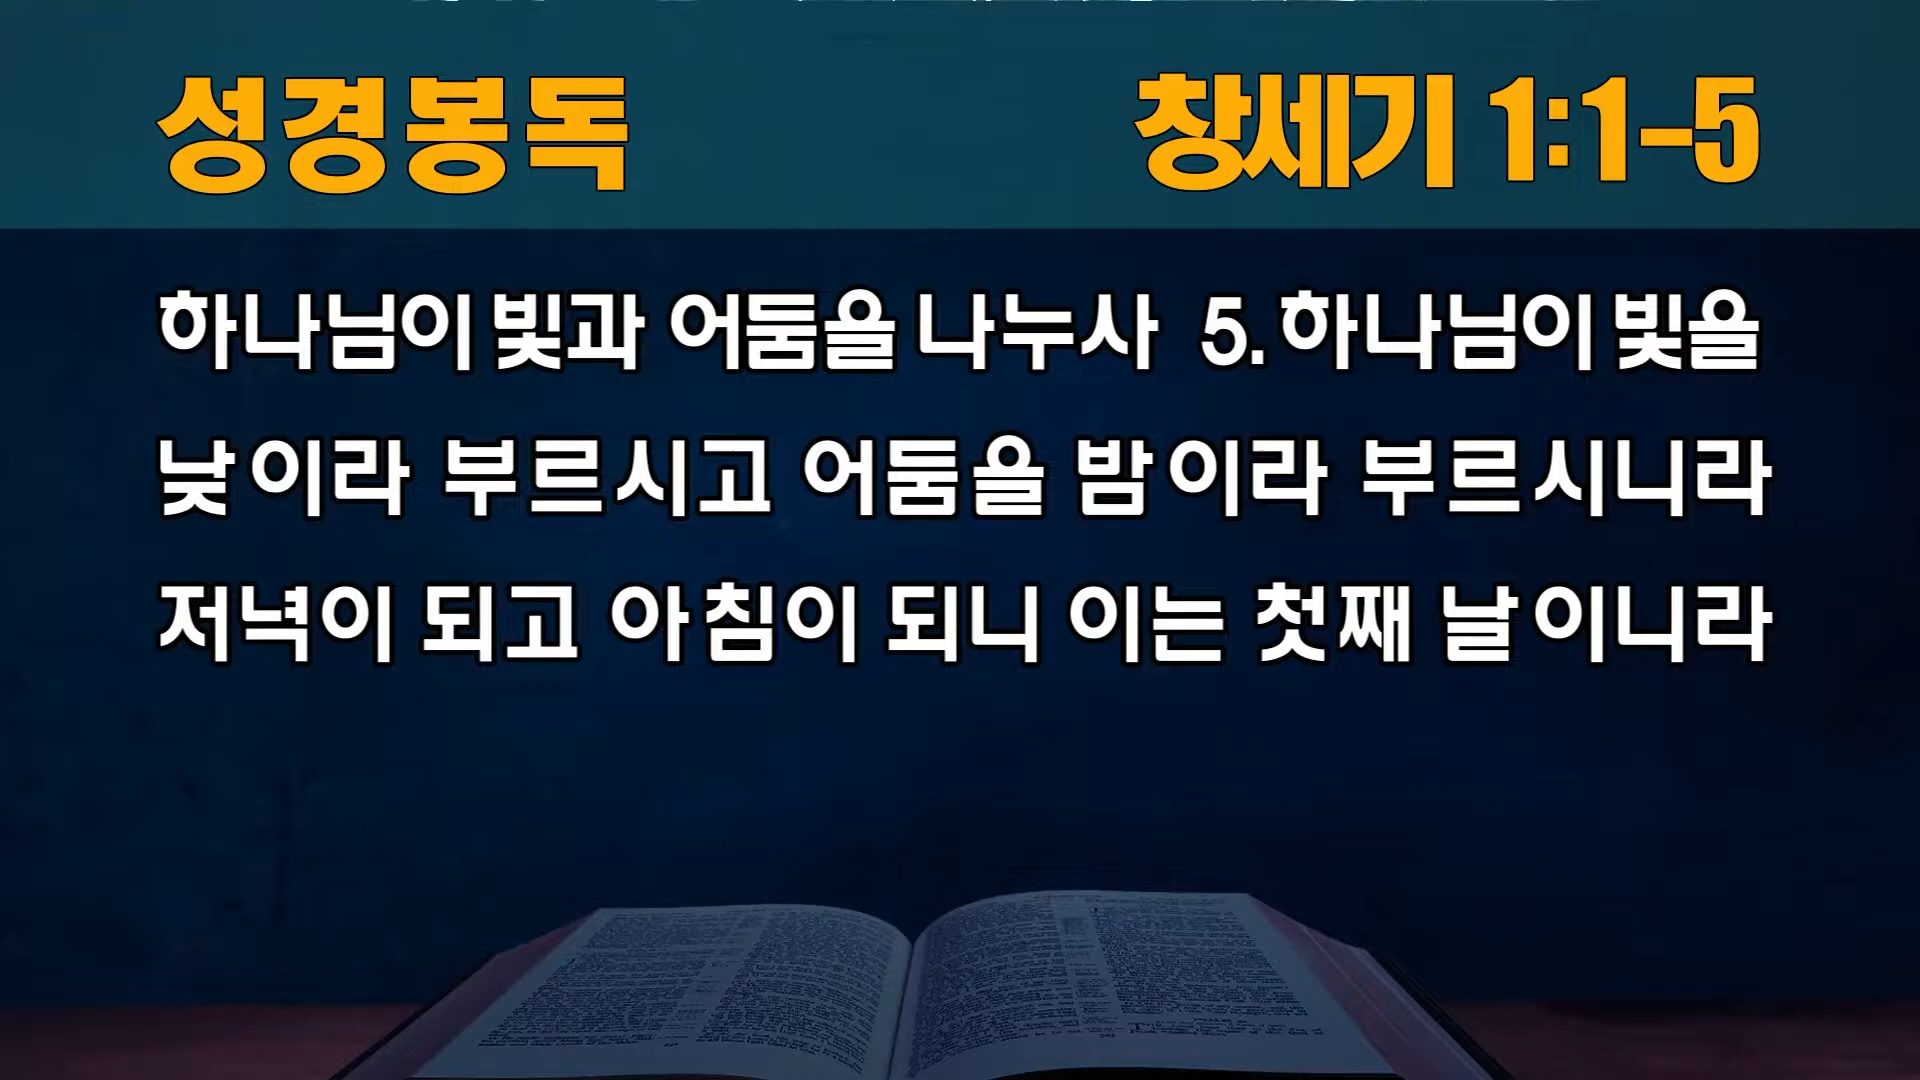 성경봉독 창세기 1:1-5
하나님이 빛과 어둠을 나누사 5. 하나님이 빛을
낮이라 부르시고 어둠을 밤이라 부르시니라
저녁이 되고 아침이 되니 이는 첫째 날이니라